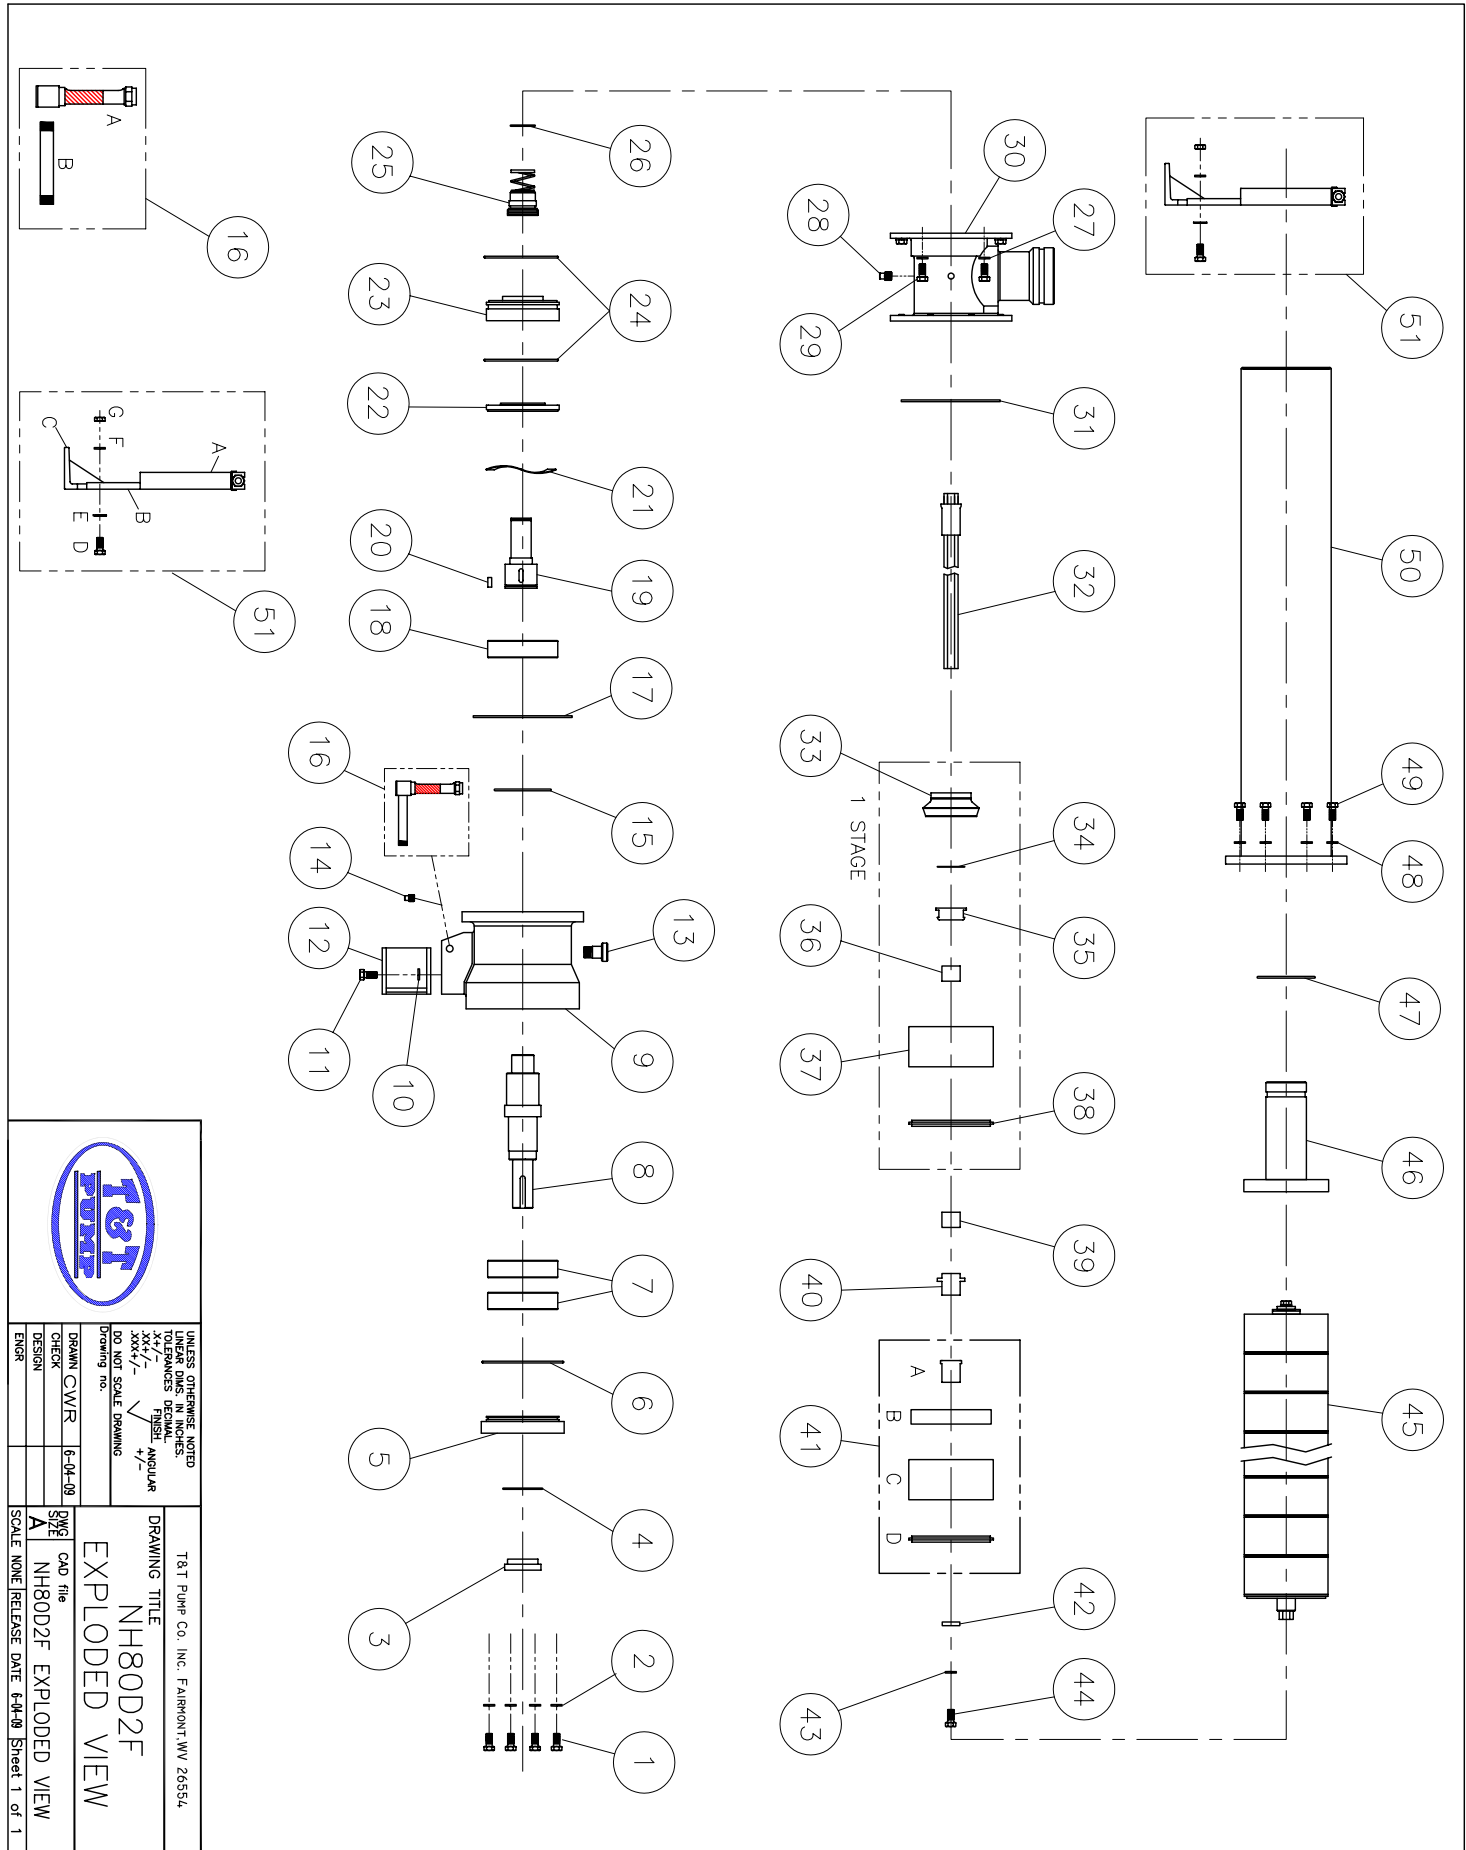 1
2
3
4
5
6
7
8
9
10
11
12
13
14
15
16
17
18
19
20
21
22
23
24
25
26
16
A
B
51
A
B
C
D
E
F
G
27
28
29
30
31
32
33
34
35
36
37
38
1 STAGE
39
40
41
A
B
C
D
42
43
44
45
46
47
48
49
50
51
T&T
PUMP
UNLESS OTHERWISE NOTED
LINEAR DIMS. IN INCHES.
TOLERANCES DECIMAL.
.X+/-
.XX+/-
.XXX+/-
FINISH
ANGULAR
+/-
DO NOT SCALE DRAWING
Drawing no.
DRAWN CWR 6-04-09
CHECK
DESIGN
ENGR
T&T PUMP CO. INC. FAIRMONT,WV 26554
DRAWING TITLE
NH80D2F
EXPLODED VIEW
DWG SIZE
A
CAD file
NH80D2F EXPLODED VIEW
SCALE NONE RELEASE DATE 6-04-09 Sheet 1 of 1